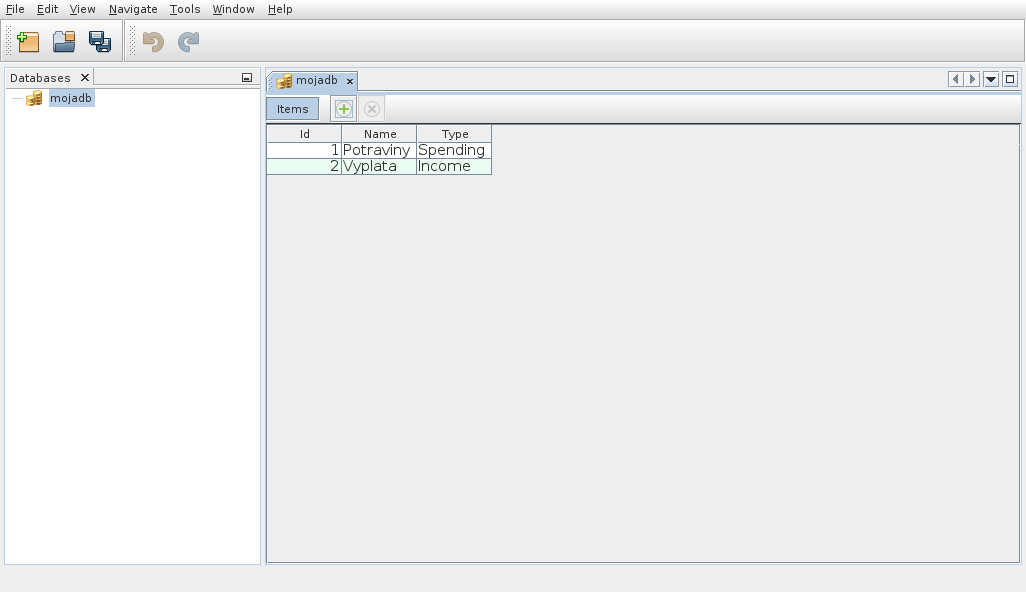 File Edit View Navigate Tools Window Help
Databases
mojadb
mojadb
Items
Id Name Type
1 Potraviny Spending
2 Vyplata Income